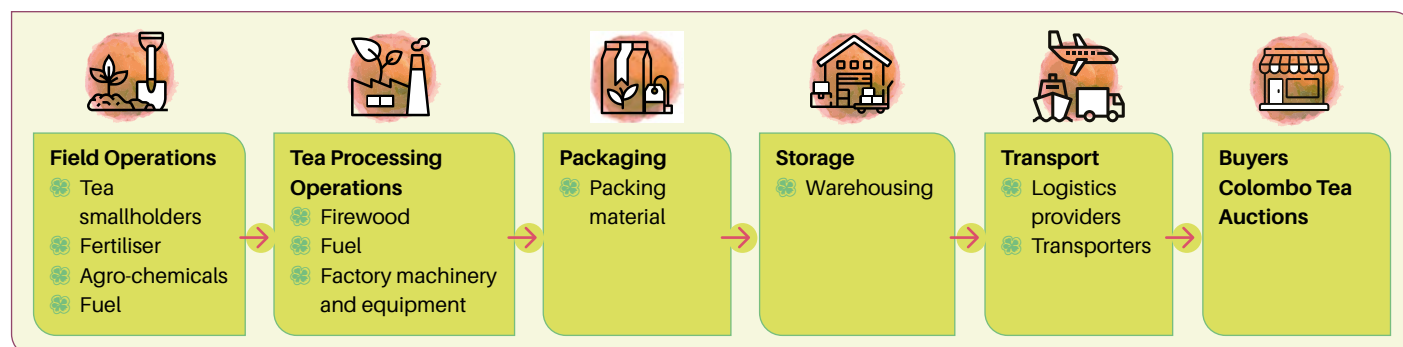 Field Operations
Tea
smallholders
Fertiliser
Agro-chemicals
Fuel
Tea Processing
Operations
Firewood
Fuel
Factory machinery
and equipment
Packaging
Packing
material
Storage
Warehousing
Transport
Logistics
providers
Transporters
Buyers
Colombo Tea
Auctions